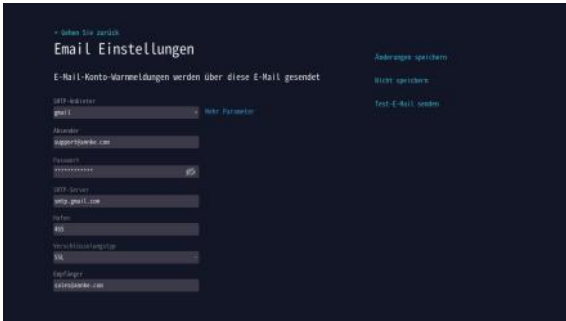 < Gehen Sie zurück
Email Einstellungen
E-Mail-Konto-Warnmeldungen werden über diese E-Mail gesendet
SMTP-Anbieter
gmail
Mehr Parameter
Absender
Passwort
************
SMTP-Server
smtp.gmail.com
Hafen
465
Verschlüsselungstyp
SSL
Empfänger
Änderungen speichern
Nicht speichern
Test-E-Mail senden